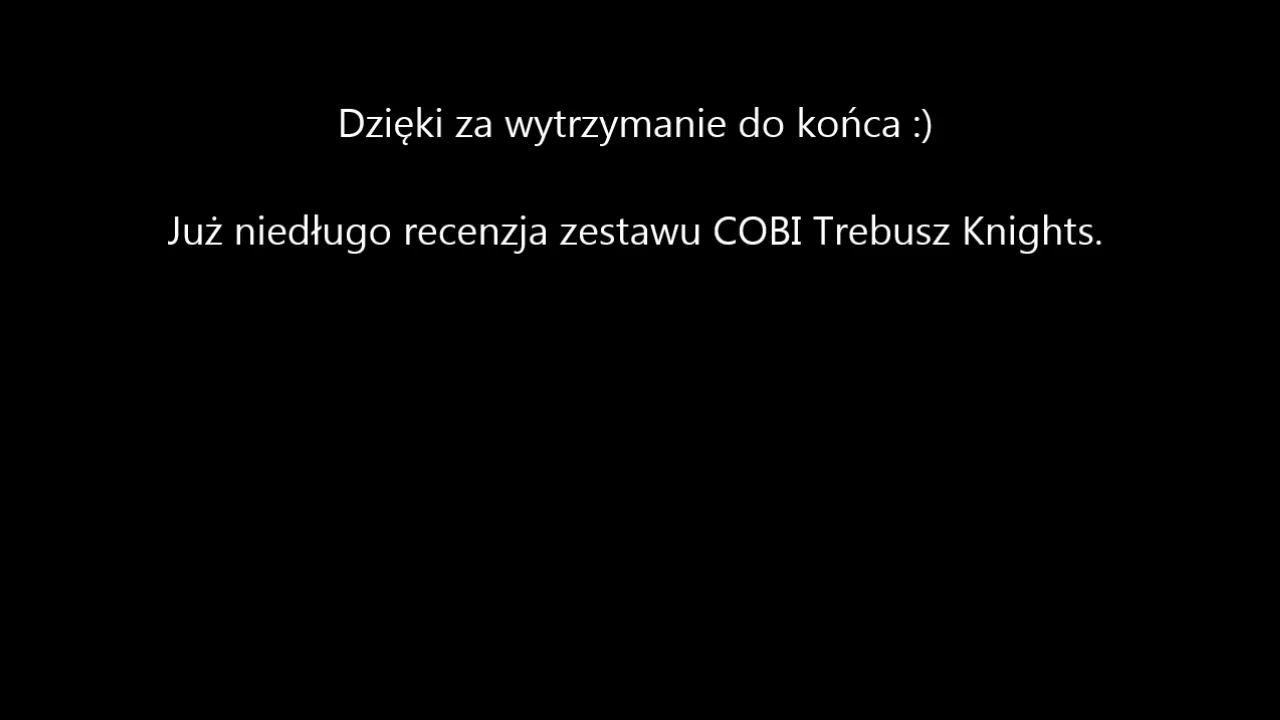 Dzięki za wytrzymanie do końca :)
Już niedługo recenzja zestawu COBI Trebusz Knights.